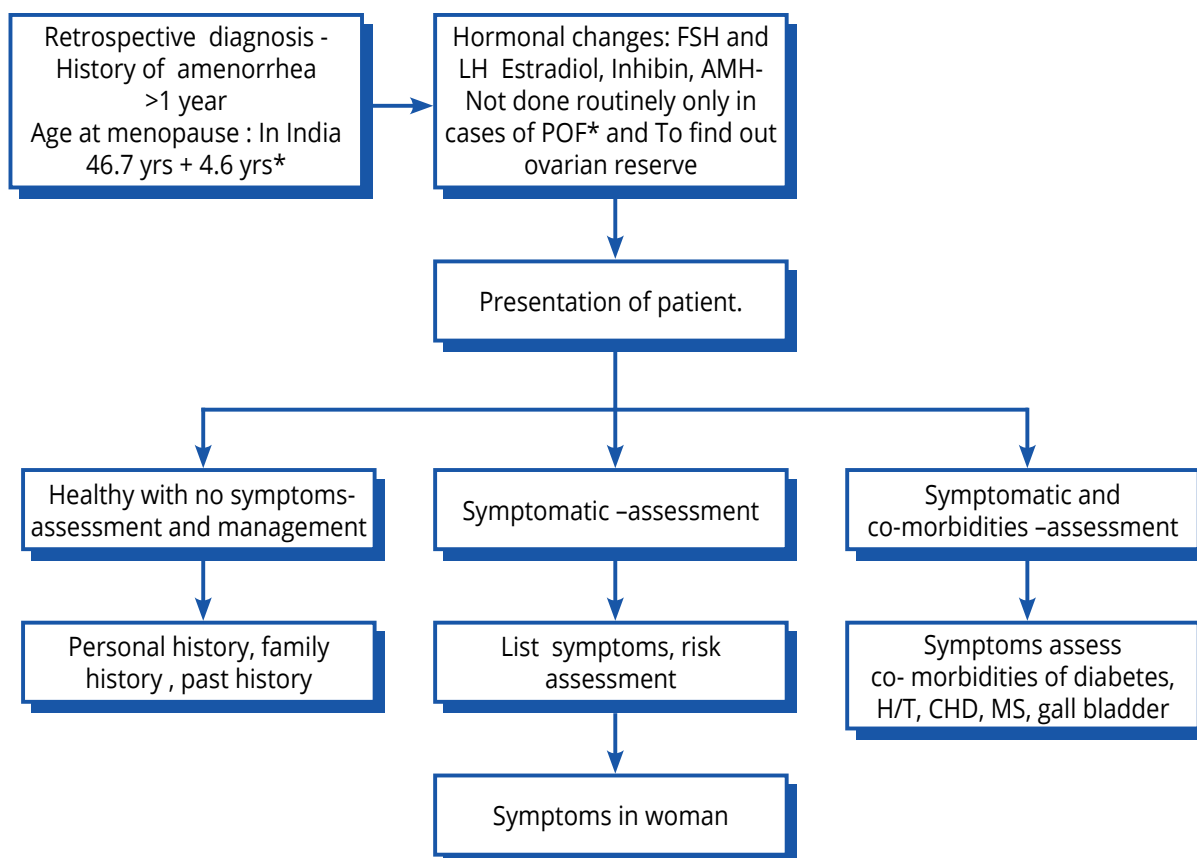 Retrospective diagnosis -
History of amenorrhea
>1 year
Age at menopause : In India
46.7 yrs + 4.6 yrs*
Hormonal changes: FSH and
LH Estradiol, Inhibin, AMH-
Not done routinely only in
cases of POF* and To find out
ovarian reserve
Presentation of patient.
Healthy with no symptoms-
assessment and management
Symptomatic –assessment
Symptomatic and
co-morbidities –assessment
Personal history, family
history , past history
List symptoms, risk
assessment
Symptoms assess
co- morbidities of diabetes,
H/T, CHD, MS, gall bladder
Symptoms in woman